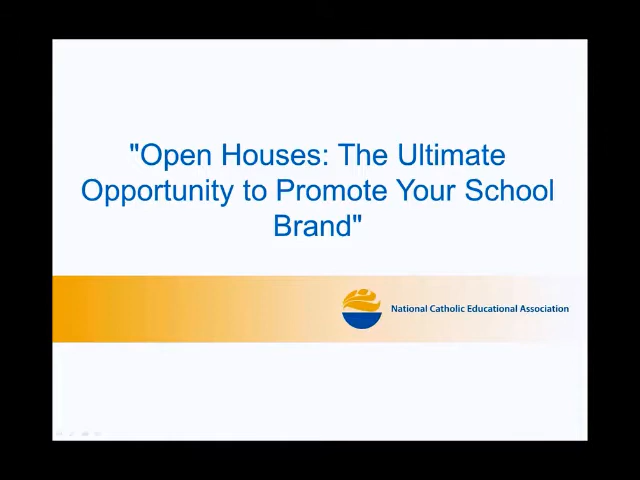 "Open Houses: The Ultimate
Opportunity to Promote Your School
Brand"
National Catholic Educational Association